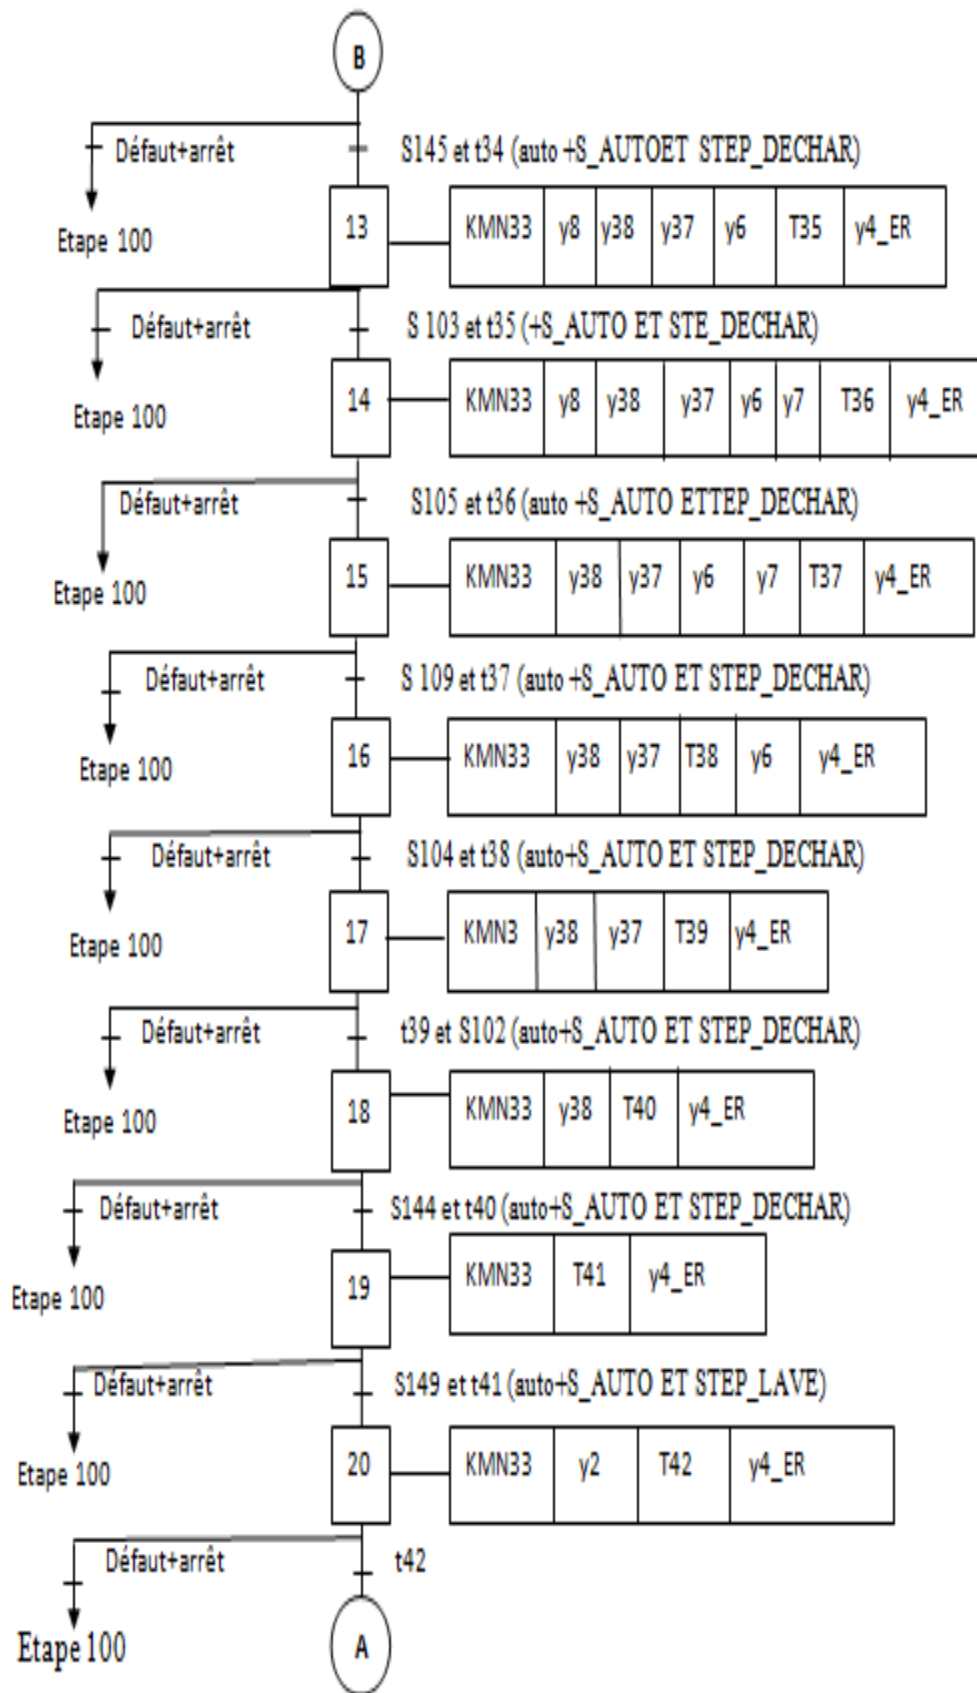 B
Défaut+arrêt
S145 et t34 (auto +S_AUTOET STEP_DECHAR)
Etape 100
13
KMN33 y8 y38 y37 y6 T35 y4_ER
Défaut+arrêt
S 103 et t35 (+S_AUTO ET STE_DECHAR)
Etape 100
14
KMN33 y8 y38 y37 y6 y7 T36 y4_ER
Défaut+arrêt
S105 et t36 (auto +S_AUTO ETTEP_DECHAR)
Etape 100
15
KMN33 y38 y37 y6 y7 T37 y4_ER
Défaut+arrêt
S 109 et t37 (auto +S_AUTO ET STEP_DECHAR)
Etape 100
16
KMN33 y38 y37 T38 y6 y4_ER
Défaut+arrêt
S104 et t38 (auto+S_AUTO ET STEP_DECHAR)
Etape 100
17
KMN3 y38 y37 T39 y4_ER
Défaut+arrêt
t39 et S102 (auto+S_AUTO ET STEP_DECHAR)
Etape 100
18
KMN33 y38 T40 y4_ER
Défaut+arrêt
S144 et t40 (auto+S_AUTO ET STEP_DECHAR)
Etape 100
19
KMN33 T41 y4_ER
Défaut+arrêt
S149 et t41 (auto+S_AUTO ET STEP_LAVE)
Etape 100
20
KMN33 y2 T42 y4_ER
Défaut+arrêt
t42
Etape 100
A